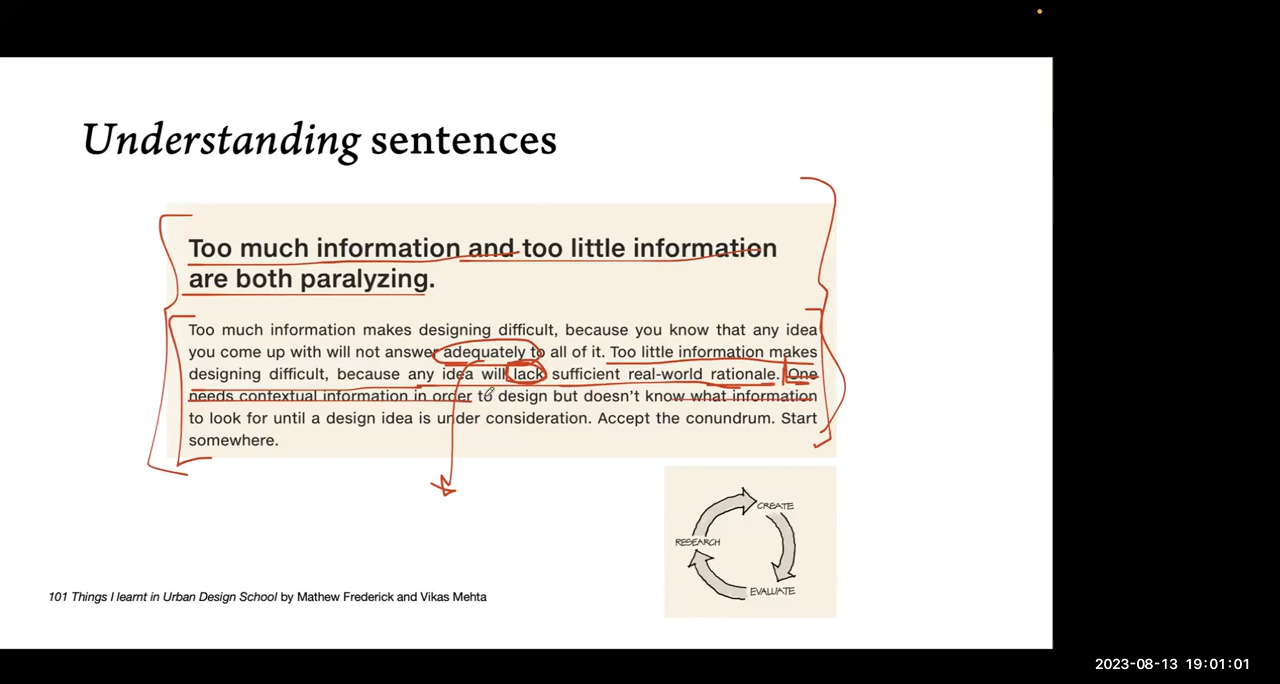 Understanding sentences
Too much information and too little information
are both paralyzing.
Too much information makes designing difficult, because you know that any idea
you come up with will not answer adequately to all of it. Too little information makes
designing difficult, because any idea will lack sufficient real-world rationale. One
needs contextual information in order to design but doesn't know what information
to look for until a design idea is under consideration. Accept the conundrum. Start
somewhere.
CREATE
RESEARCH
EVALUATE
101 Things I learnt in Urban Design School by Mathew Frederick and Vikas Mehta
2023-08-13 19:01:01